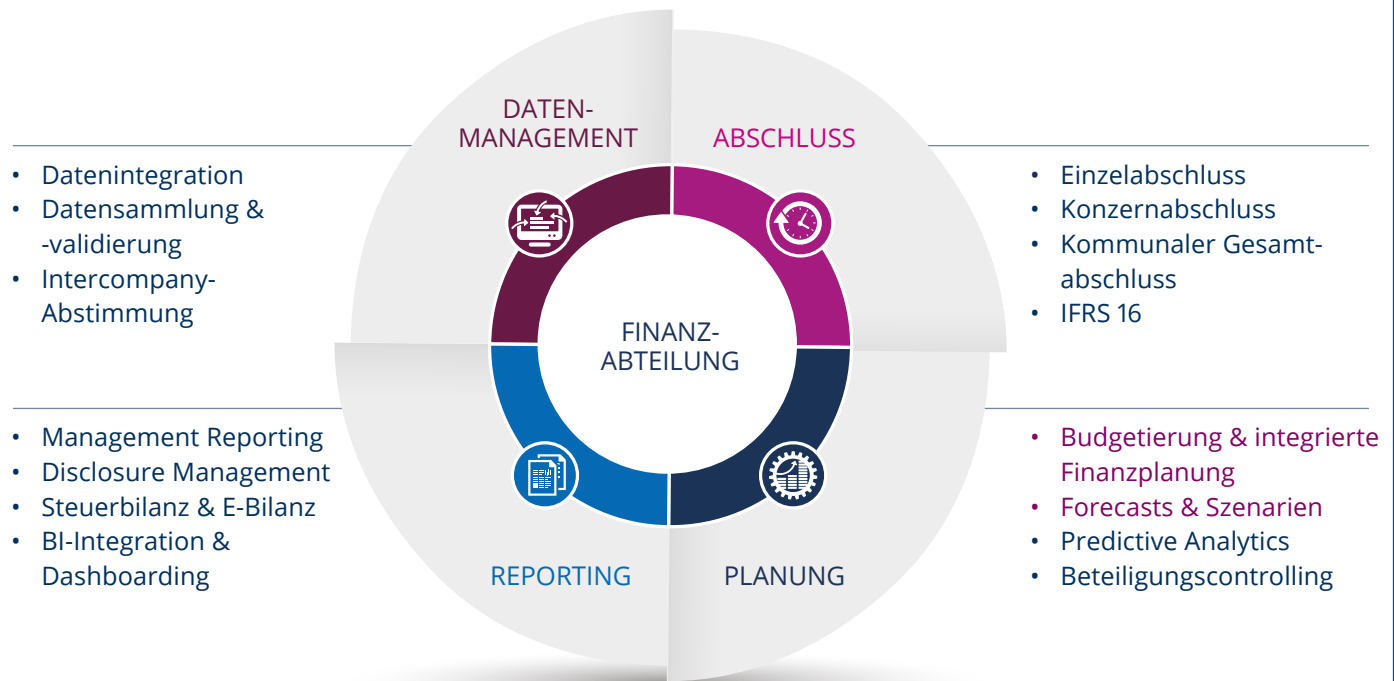 DATEN-
MANAGEMENT
ABSCHLUSS
• Datenintegration
• Datensammlung &
-validierung
• Intercompany-
Abstimmung
• Einzelabschluss
• Konzernabschluss
• Kommunaler Gesamt-
abschluss
• IFRS 16
FINANZ-
ABTEILUNG
• Management Reporting
• Disclosure Management
• Steuerbilanz & E-Bilanz
• BI-Integration &
Dashboarding
• Budgetierung & integrierte
Finanzplanung
• Forecasts & Szenarien
• Predictive Analytics
• Beteiligungscontrolling
REPORTING
PLANUNG